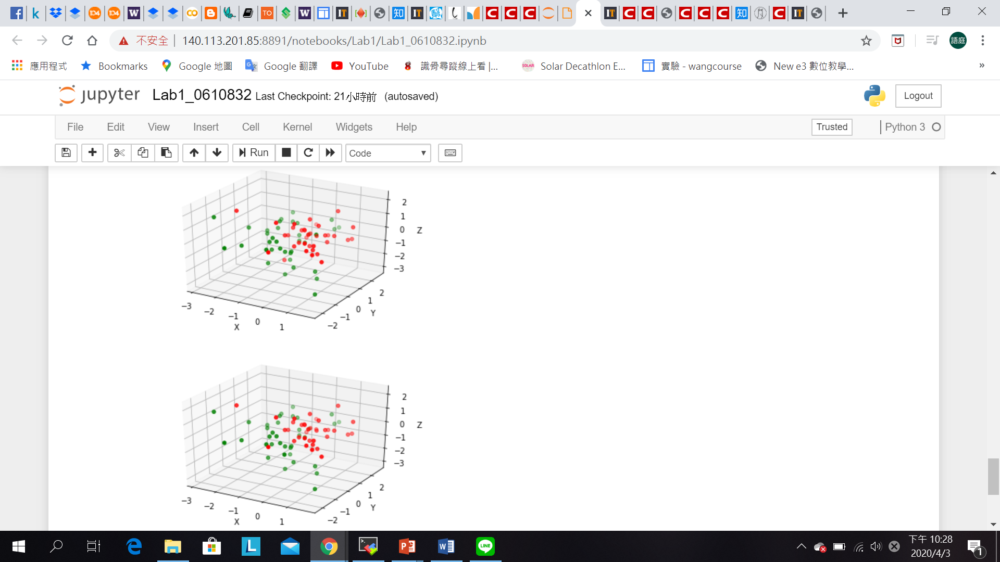 不安全 140.113.201.85:8891/notebooks/Lab1/Lab1_0610832.ipynb 語庭
應用程式 Bookmarks Google 地圖 Google 翻譯 YouTube 識骨尋蹤線上看 |... SOLAR Solar Decathlon E... 實驗 - wangcourse New e3 數位教學... »
jupyter Lab1_0610832 Last Checkpoint: 21小時前 (autosaved) Logout
File Edit View Insert Cell Kernel Widgets Help Trusted Python 3
Run Code
2
1
0 Z
−1
−2
−3
2
1
0 Y
−1
−2
−3
−2
−1
0
1
X
2
1
0 Z
−1
−2
−3
2
1
0 Y
−1
−2
−3
−2
−1
0
1
X
下午 10:28
2020/4/3
LINE
1